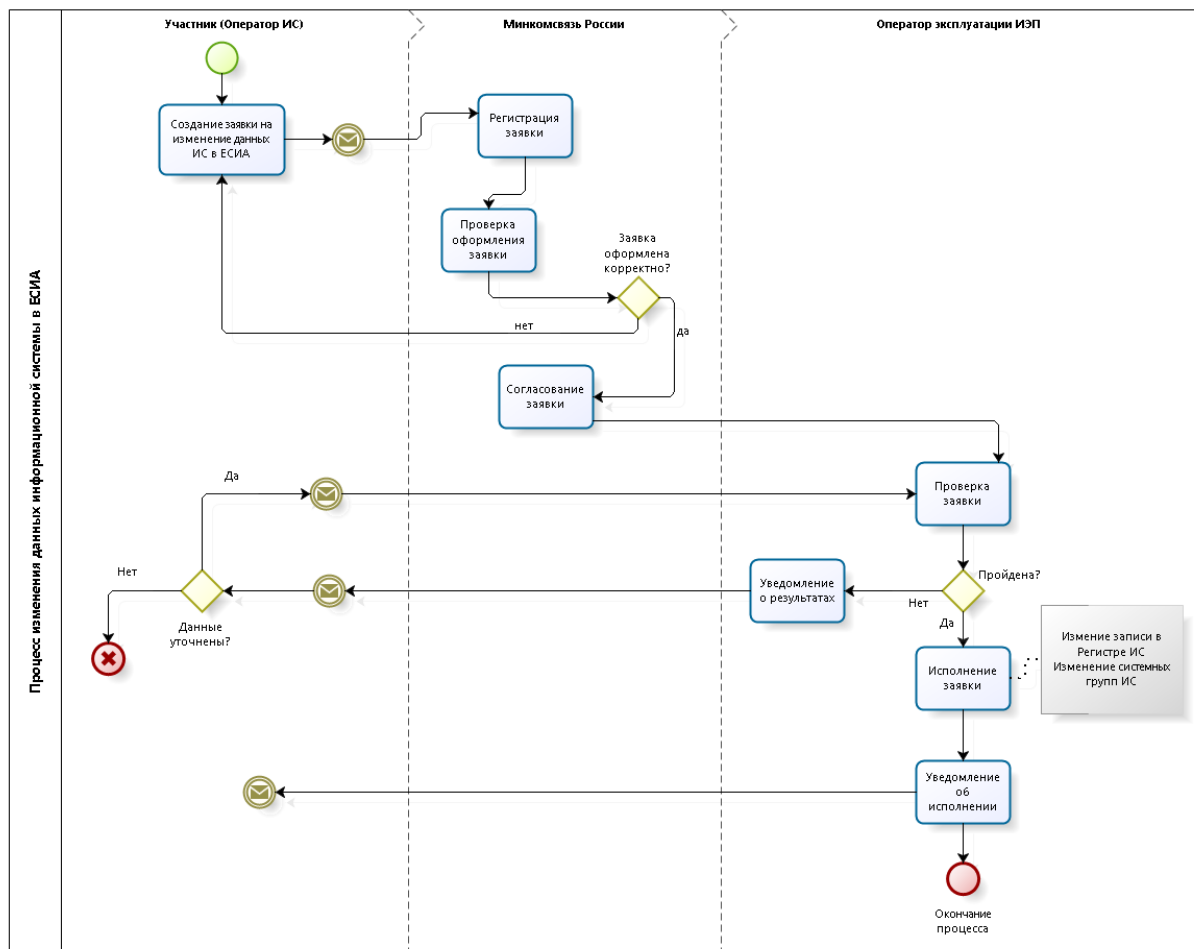 Процесс изменения данных информационной системы в ЕСИА
Участник (Оператор ИС)
Минкомсвязь России
Оператор эксплуатации ИЭП
Создание заявки на
изменение данных
ИС в ЕСИА
Регистрация
заявки
Проверка
оформления
заявки
Заявка
оформлена
корректно?
нет
да
Согласование
заявки
Да
Проверка
заявки
Нет
Данные
уточнены?
Уведомление
о результатах
Нет
Пройдена?
Да
Исполнение
заявки
Измение записи в
Регистре ИС
Изменение системных
групп ИС
Уведомление
об
исполнении
Окончание
процесса